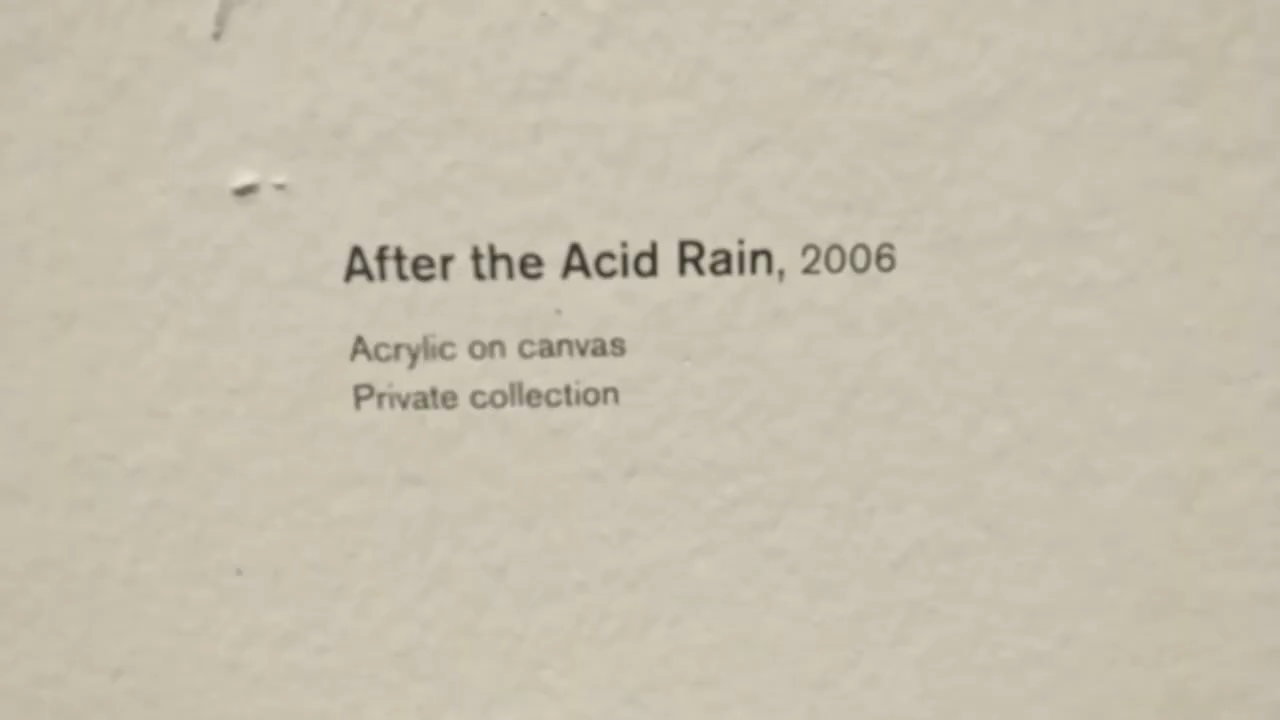 After the Acid Rain, 2006
Acrylic on canvas
Private collection